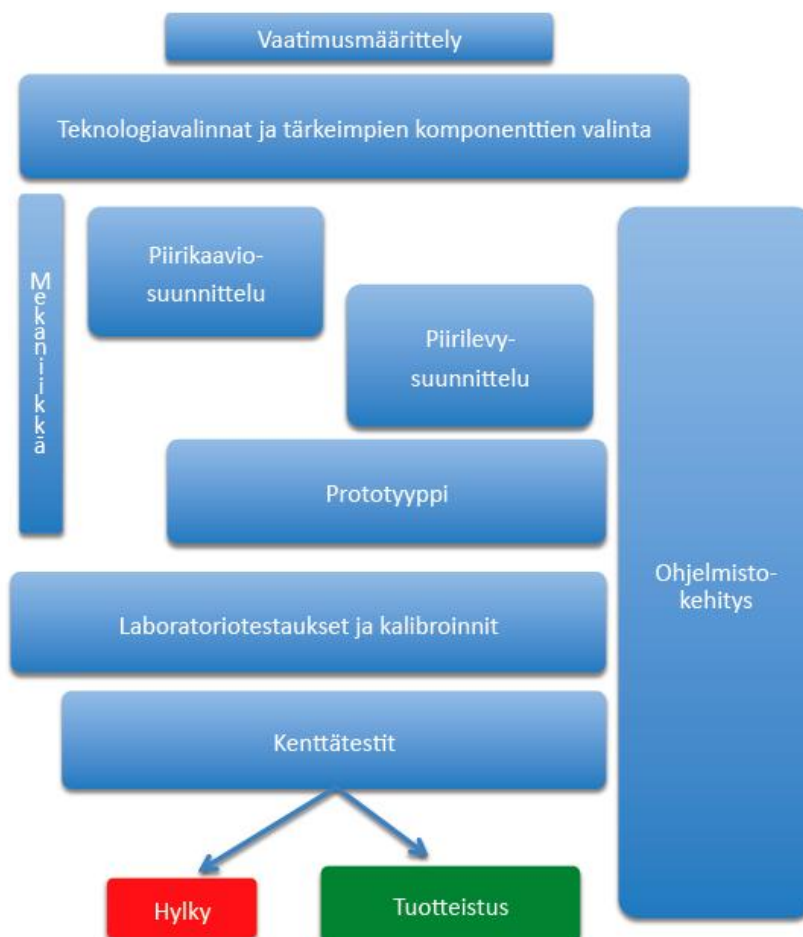 Vaatimusmäärittely
Teknologiavalinnat ja tärkeimpien komponenttien valinta
Mekaniikka
Piirikaavio-
suunnittelu
Piirilevy-
suunnittelu
Prototyyppi
Ohjelmisto-
kehitys
Laboratoriotestaukset ja kalibroinnit
Kenttätestit
Hylky
Tuotteistus